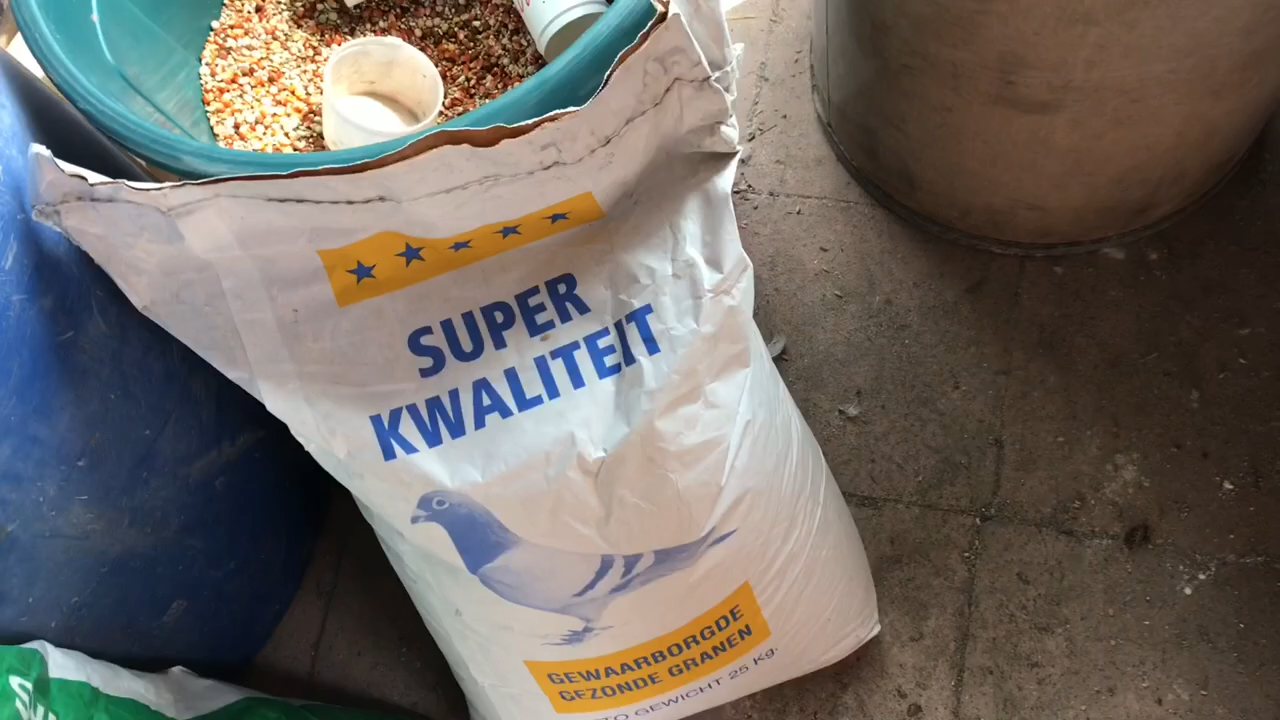 SUPER
KWALITEIT
GEWAARBORGDE
GEZONDE GRANEN
GEWICHT 25 Kg.